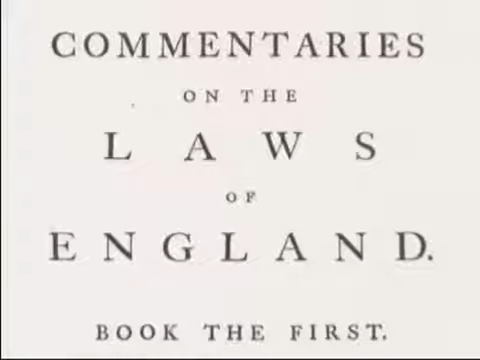 COMMENTARIES
ON THE
LAWS
OF
ENGLAND.
BOOK THE FIRST.